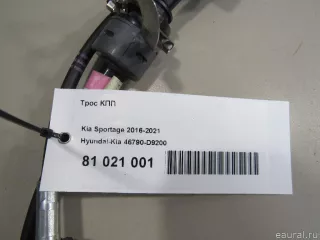 Трос КПП
Kia Sportage 2016-2021
Hyundai-Kia 46790-D9200
81 021 001
eaural.ru